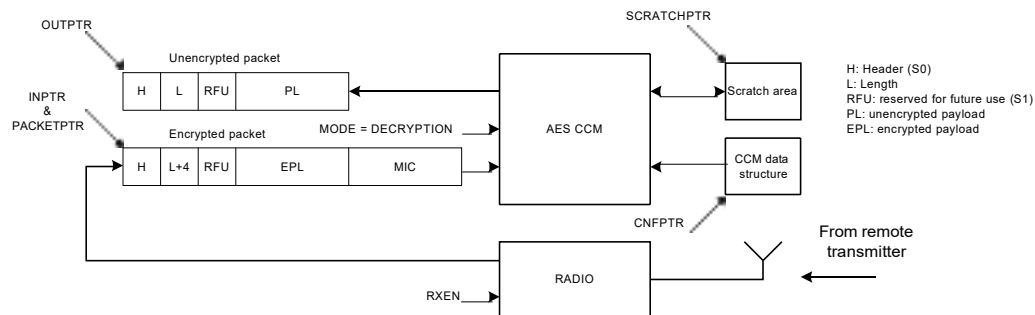 OUTPTR
SCRATCHPTR
Unencrypted packet
H L RFU PL
INPTR
&
PACKETPTR
Encrypted packet
MODE = DECRYPTION
H L+4 RFU EPL MIC
AES CCM
Scratch area
CCM data
structure
CNFPTR
H: Header (S0)
L: Length
RFU: reserved for future use (S1)
PL: unencrypted payload
EPL: encrypted payload
From remote
transmitter
RADIO
RXEN